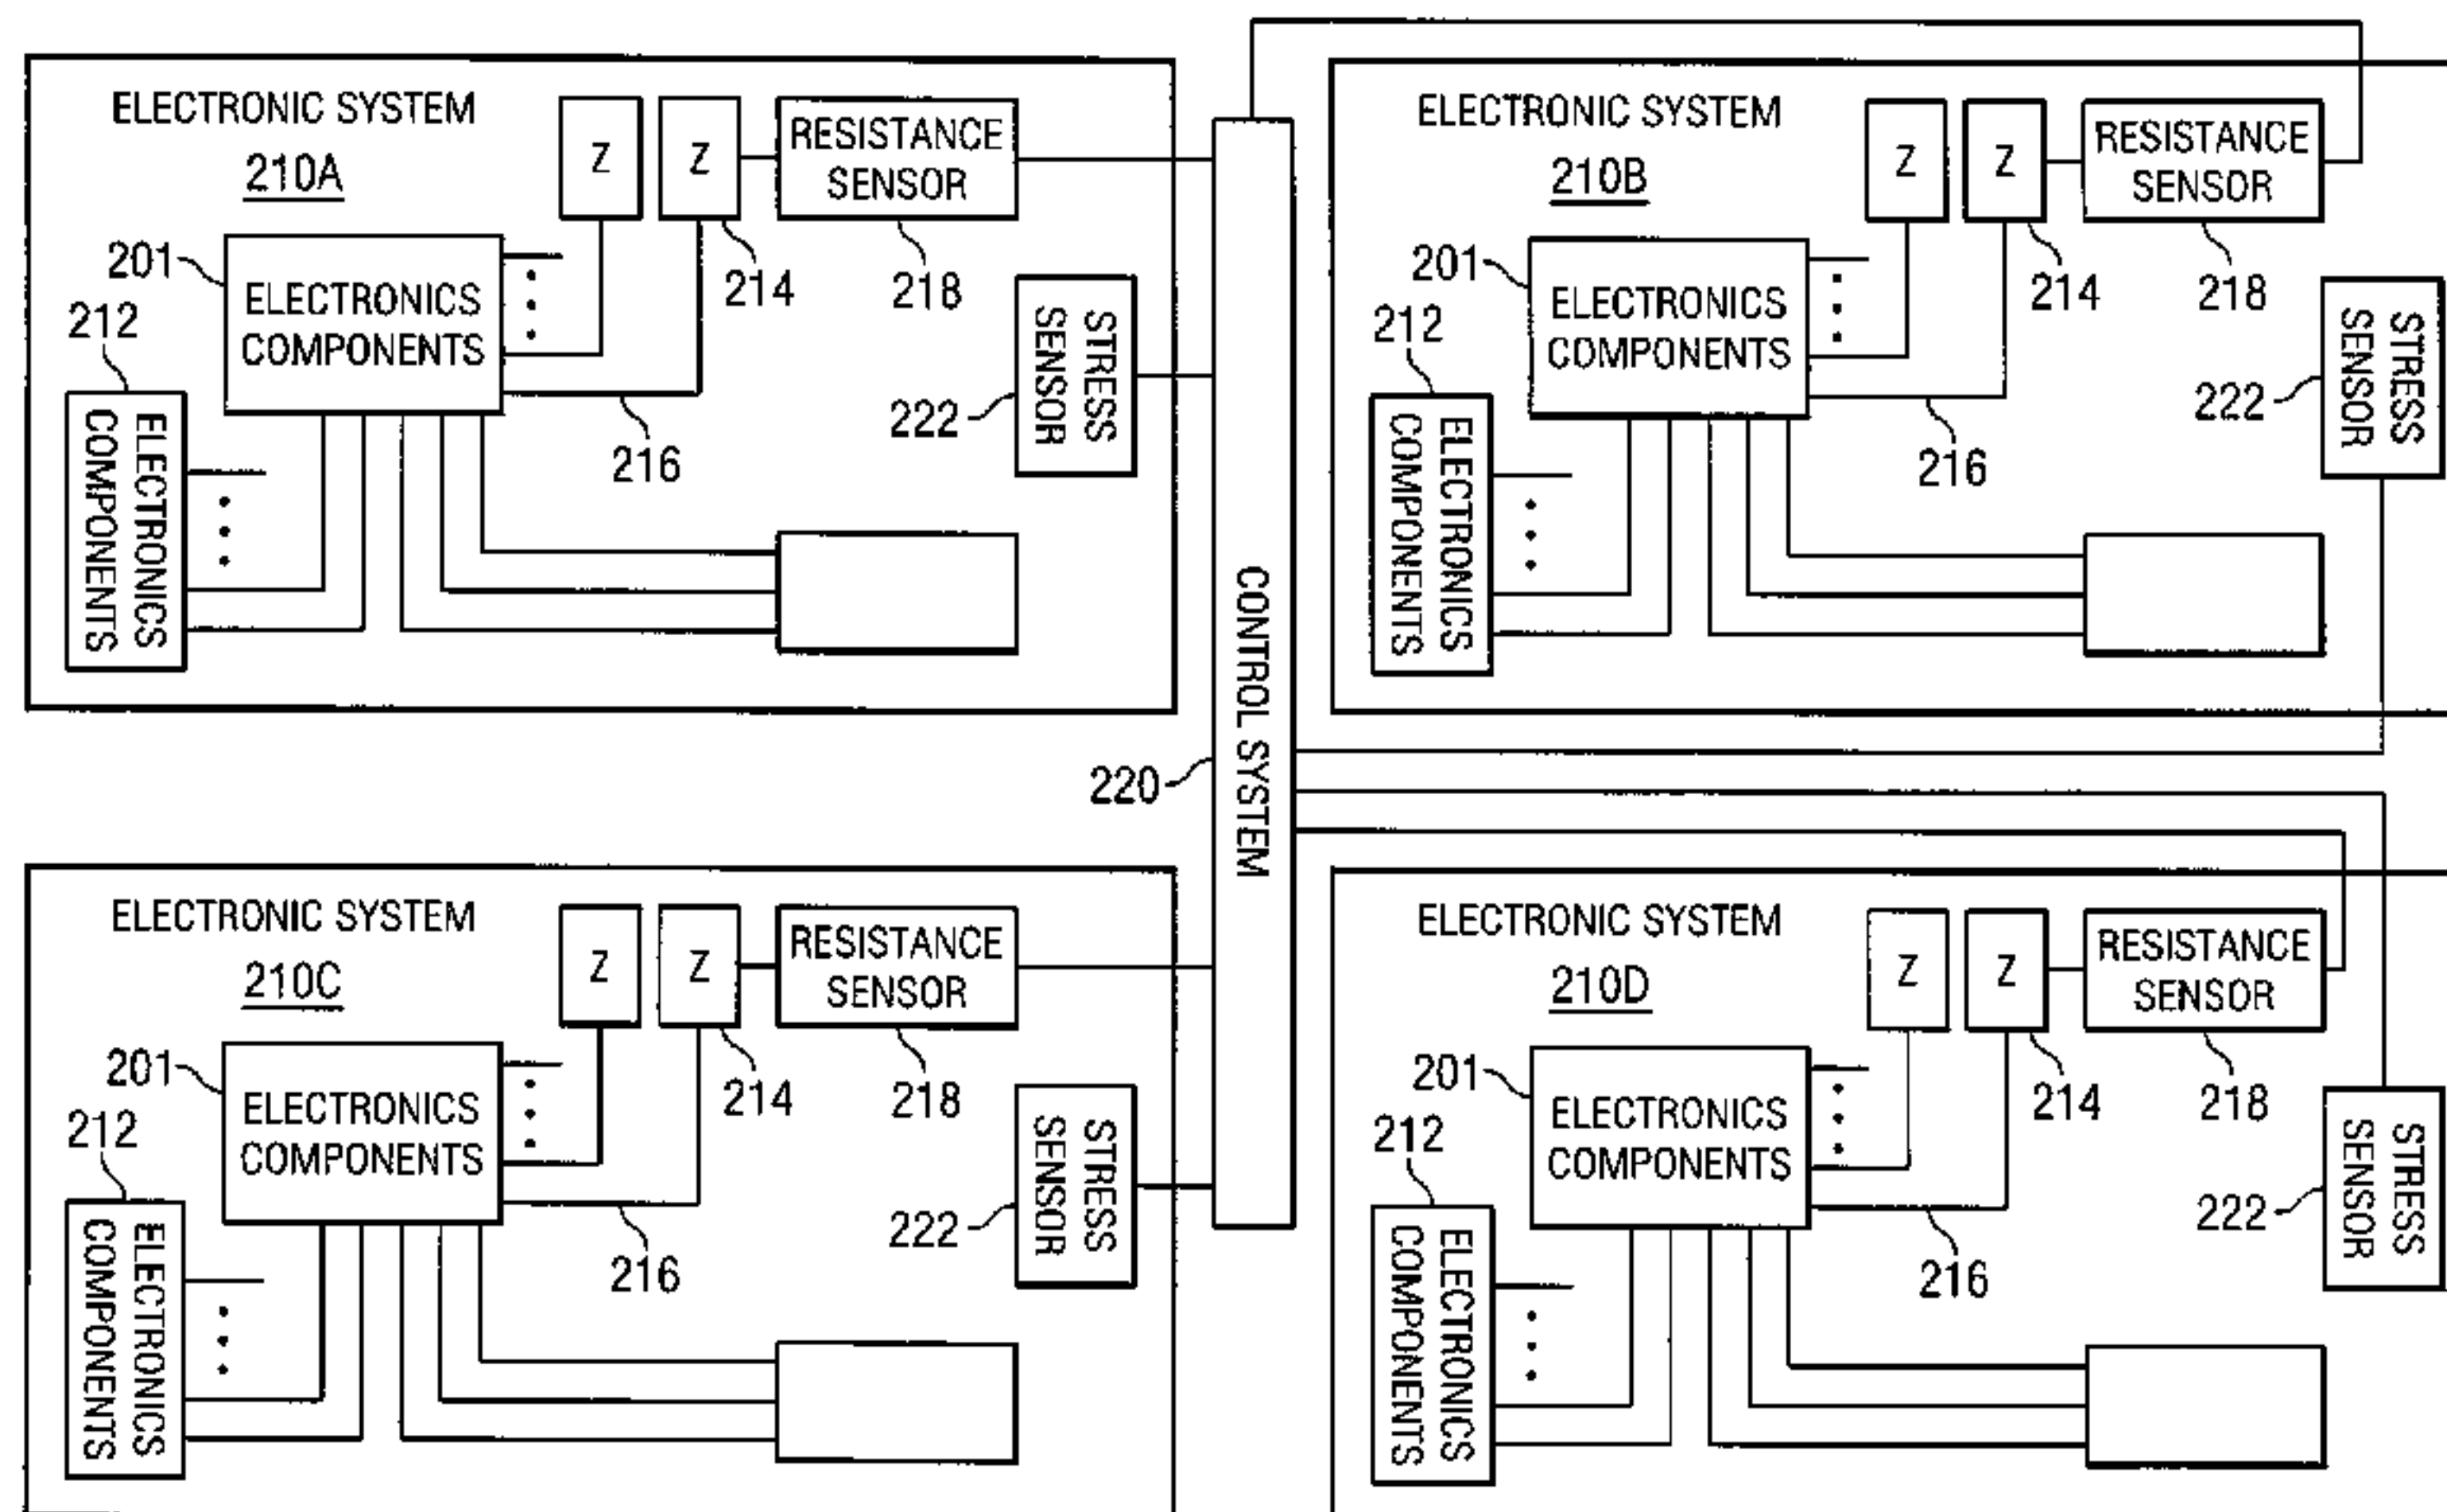 ELECTRONIC SYSTEM
210A
Z
Z
RESISTANCE
SENSOR
201
ELECTRONICS
COMPONENTS
214
218
212
ELECTRONICS
COMPONENTS
216
222
STRESS
SENSOR
CONTROL SYSTEM
220
ELECTRONIC SYSTEM
210B
Z
Z
RESISTANCE
SENSOR
201
ELECTRONICS
COMPONENTS
214
218
212
ELECTRONICS
COMPONENTS
216
222
STRESS
SENSOR
ELECTRONIC SYSTEM
210C
Z
Z
RESISTANCE
SENSOR
201
ELECTRONICS
COMPONENTS
214
218
212
ELECTRONICS
COMPONENTS
216
222
STRESS
SENSOR
ELECTRONIC SYSTEM
210D
Z
Z
RESISTANCE
SENSOR
201
ELECTRONICS
COMPONENTS
214
218
212
ELECTRONICS
COMPONENTS
216
222
STRESS
SENSOR